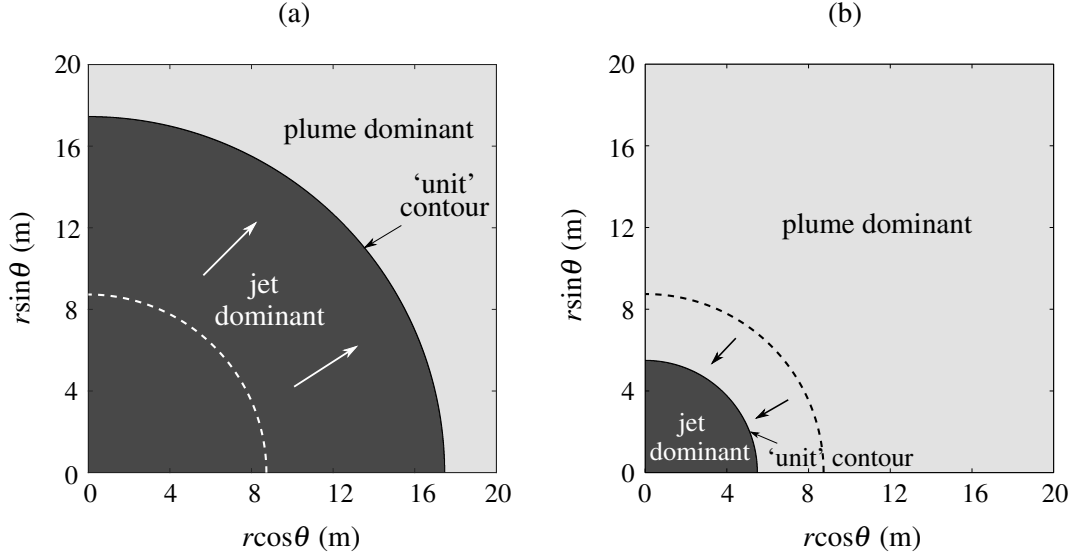 (a)
20
16
12
8
4
0
0 4 8 12 16 20
rsinθ (m)
rcosθ (m)
plume dominant
‘unit’
contour
jet
dominant
(b)
20
16
12
8
4
0
0 4 8 12 16 20
rsinθ (m)
rcosθ (m)
plume dominant
jet
dominant
‘unit’ contour